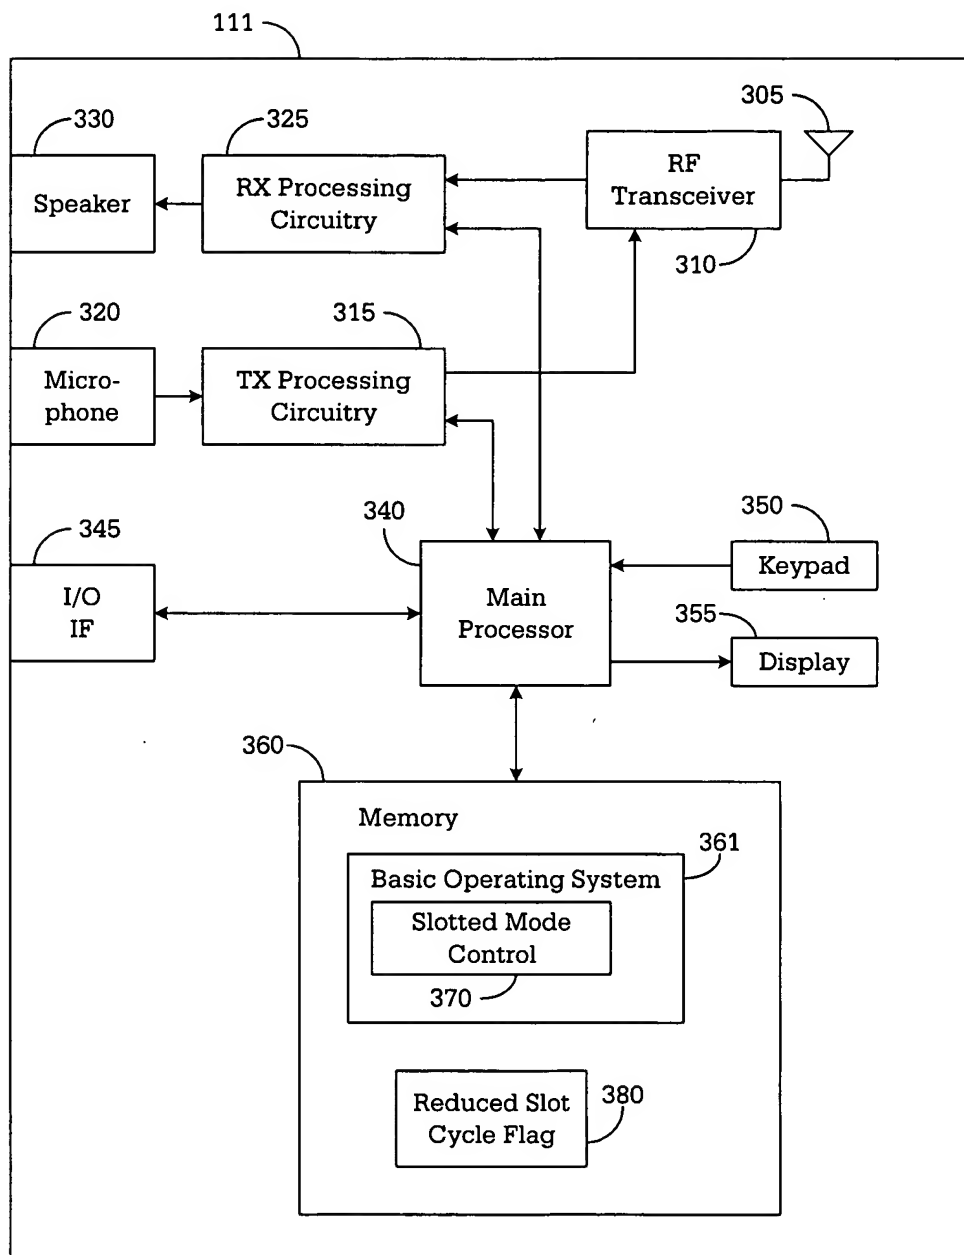 111
330
325
305
Speaker
RX Processing
Circuitry
RF
Transceiver
310
320
315
Micro-
phone
TX Processing
Circuitry
345
340
350
I/O
IF
Main
Processor
Keypad
355
Display
360
Memory
361
Basic Operating System
Slotted Mode
Control
370
Reduced Slot
Cycle Flag
380